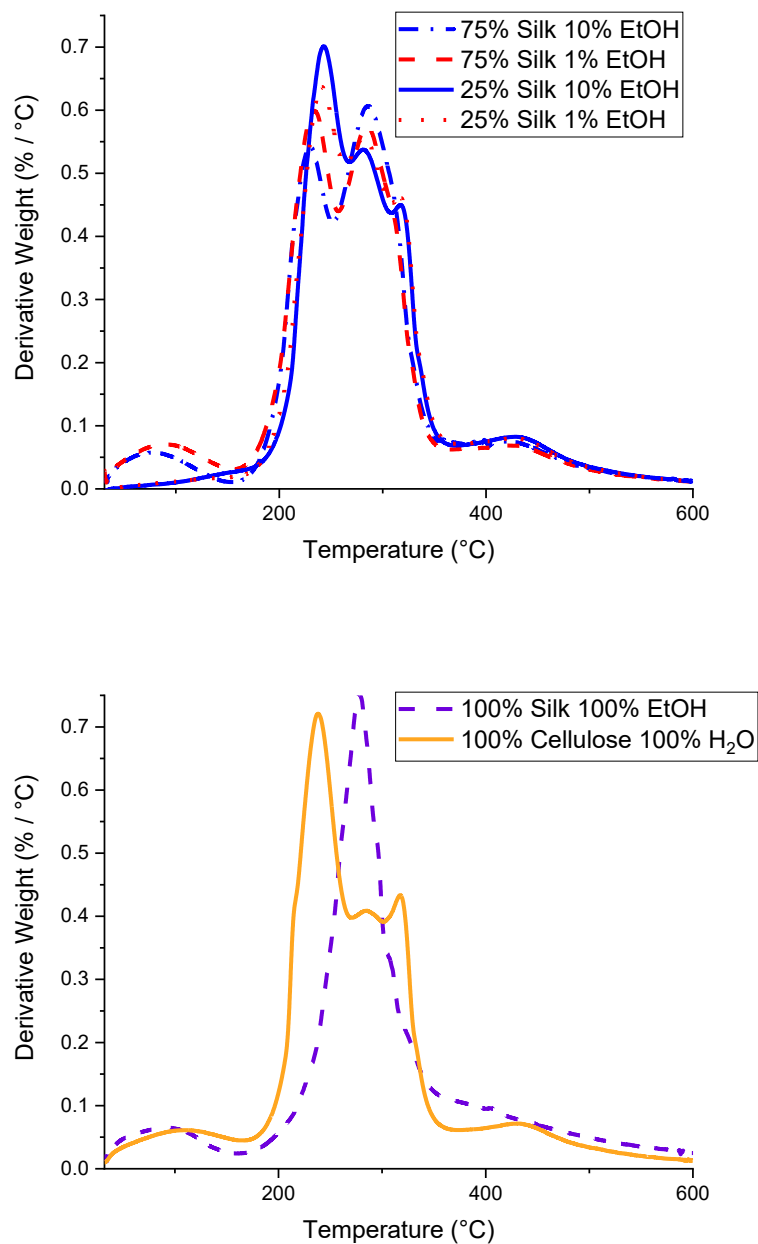 75% Silk 10% EtOH
75% Silk 1% EtOH
25% Silk 10% EtOH
25% Silk 1% EtOH
Derivative Weight (% / °C)
0.7
0.6
0.5
0.4
0.3
0.2
0.1
0.0
200
400
600
Temperature (°C)
100% Silk 100% EtOH
100% Cellulose 100% H₂O
Derivative Weight (% / °C)
0.7
0.6
0.5
0.4
0.3
0.2
0.1
0.0
200
400
600
Temperature (°C)